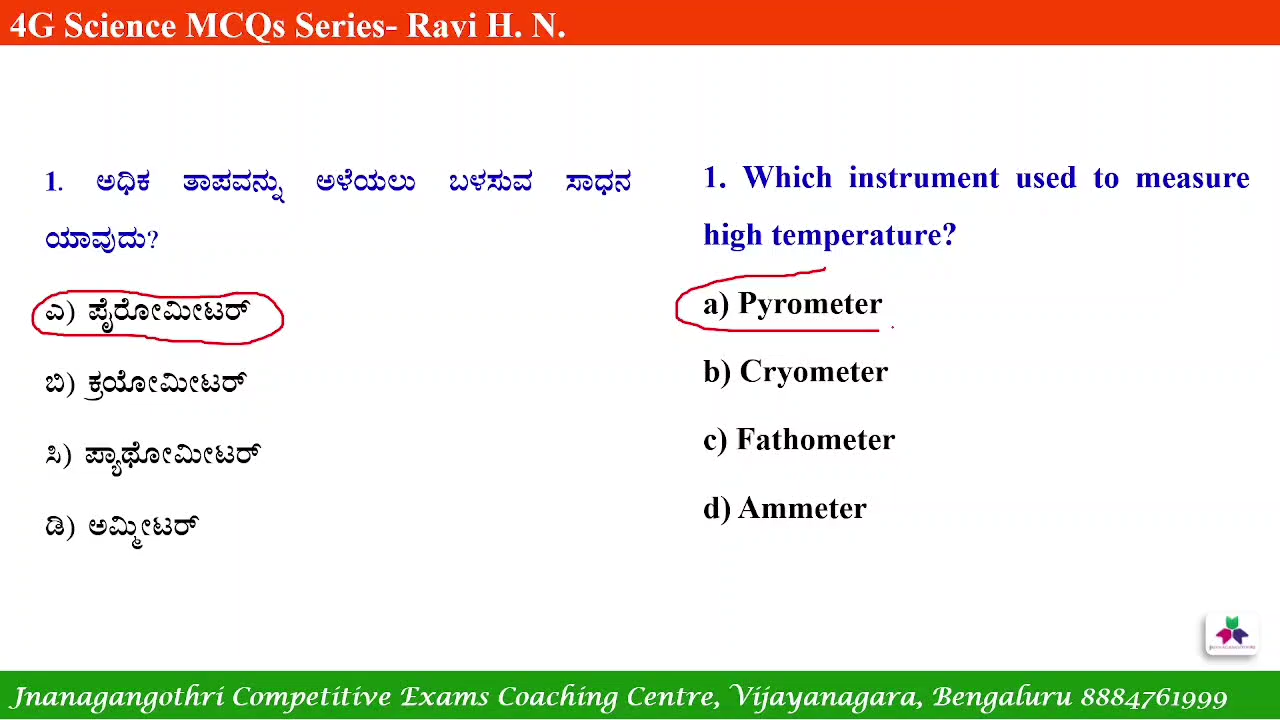 4G Science MCQs Series- Ravi H. N.
1. ಅಧಿಕ ತಾಪವನ್ನು ಅಳೆಯಲು ಬಳಸುವ ಸಾಧನ
ಯಾವುದು?
ಎ) ಪೈರೋಮೀಟರ್
ಬಿ) ಕ್ರಯೋಮೀಟರ್
ಸಿ) ಪ್ಯಾಥೋಮೀಟರ್
ಡಿ) ಅಮ್ಮೀಟರ್
1. Which instrument used to measure
high temperature?
a) Pyrometer
b) Cryometer
c) Fathometer
d) Ammeter
JNANAGANGOTHRI
Jnanagangothri Competitive Exams Coaching Centre, Vijayanagara, Bengaluru 8884761999